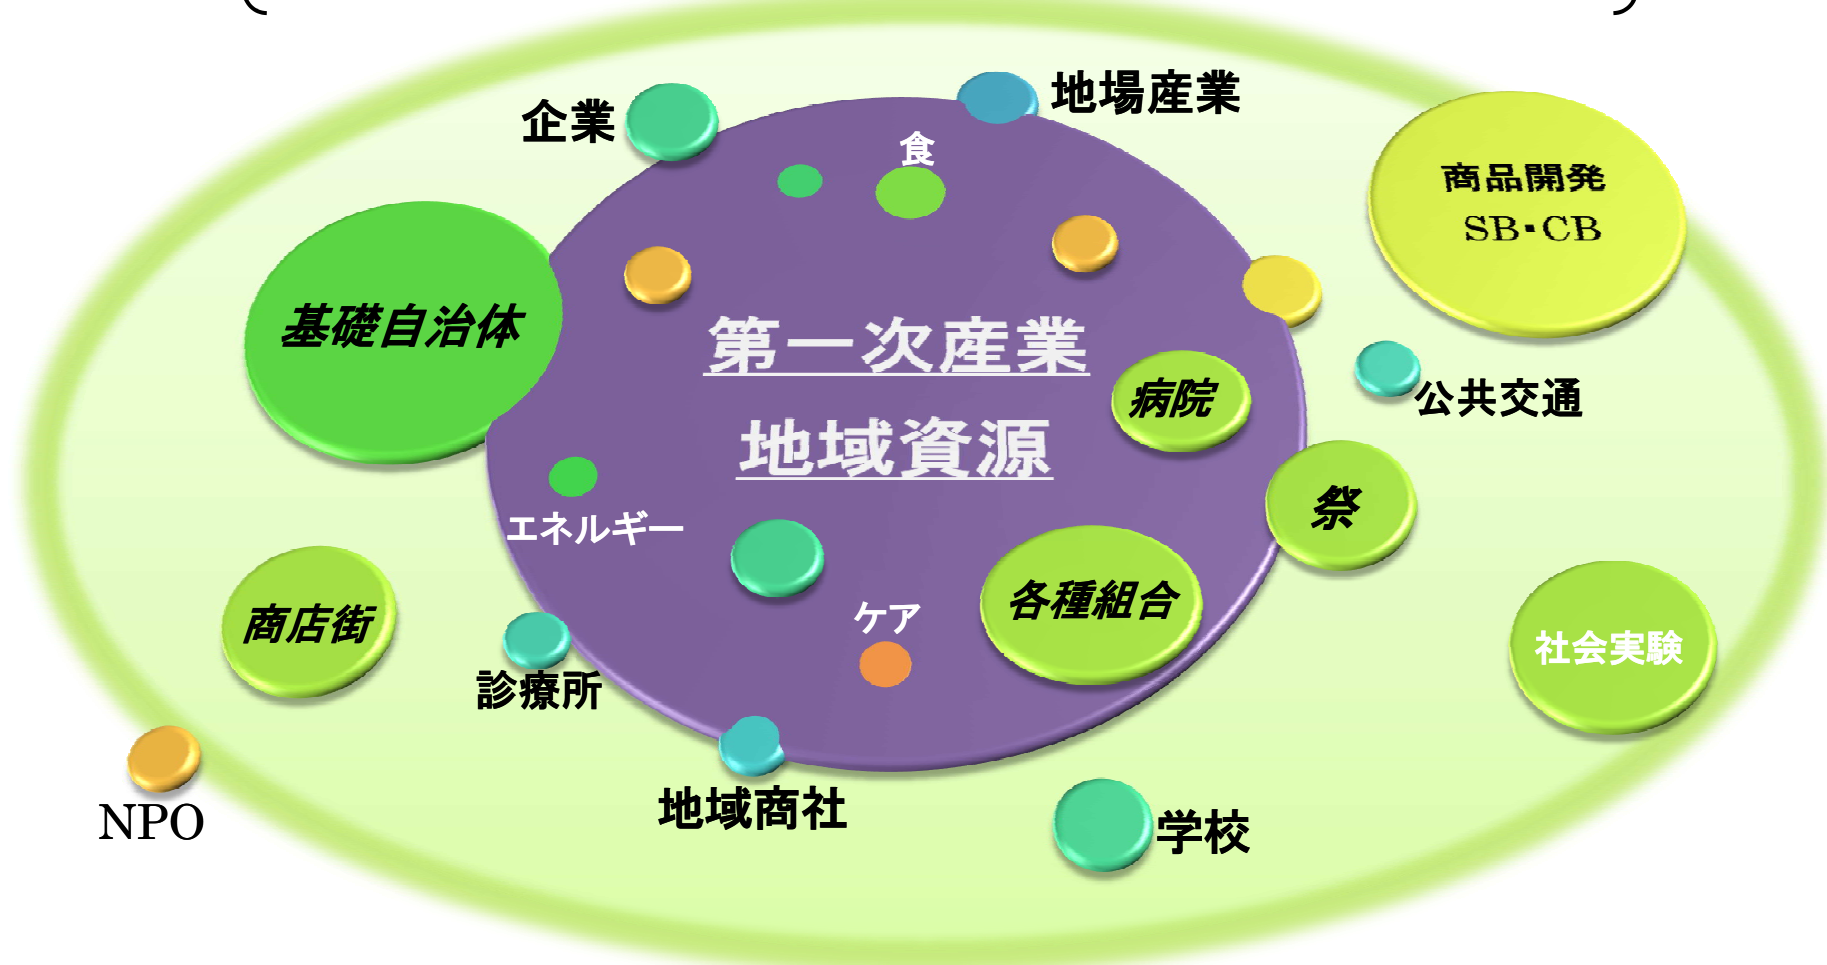 地場産業
企業
食
商品開発
SB・CB
基礎自治体
第一次産業
病院
公共交通
地域資源
祭
エネルギー
各種組合
ケア
商店街
社会実験
診療所
地域商社
NPO
学校